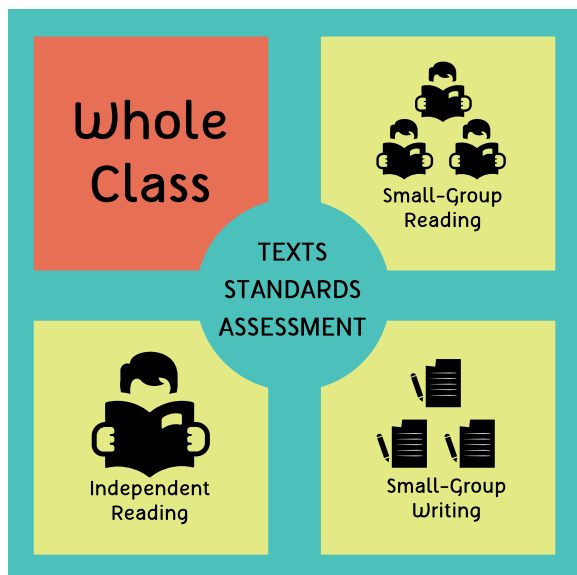 Whole
Class
Small-Group
Reading
TEXTS
STANDARDS
ASSESSMENT
Independent
Reading
Small-Group
Writing